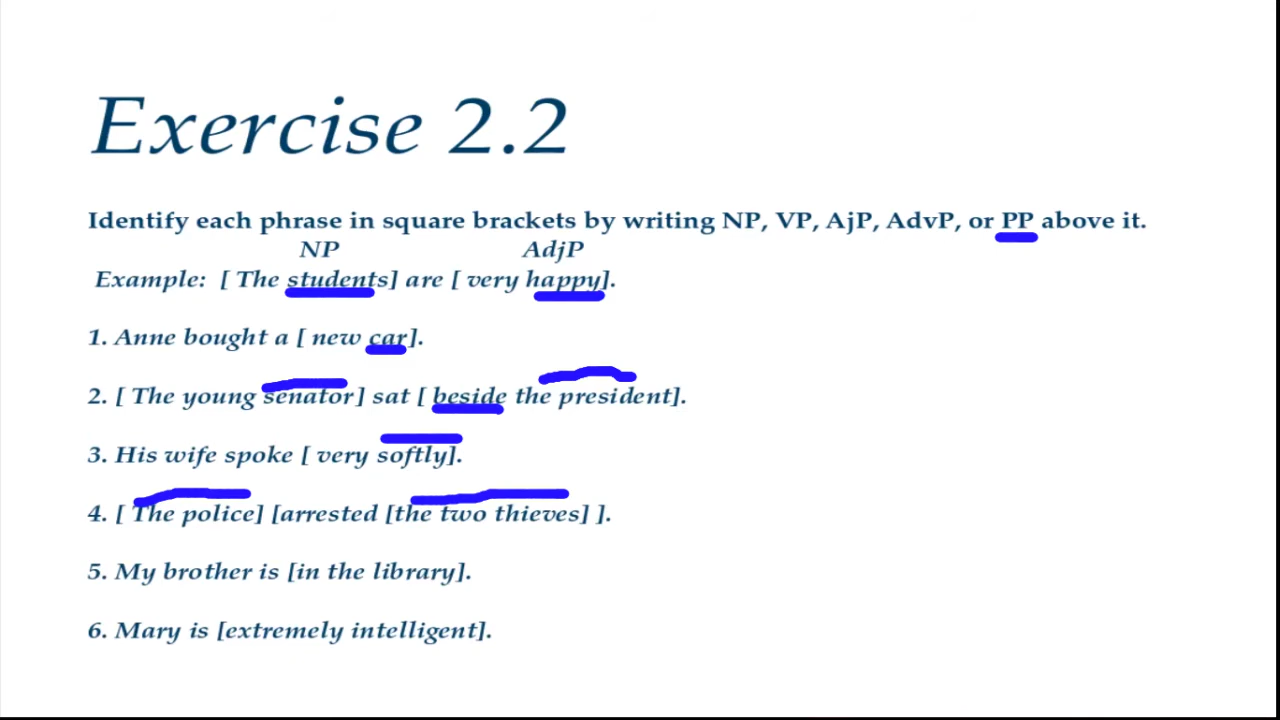 Exercise 2.2
Identify each phrase in square brackets by writing NP, VP, AjP, AdvP, or PP above it.
NP AdjP
Example: [ The students] are [ very happy].
1. Anne bought a [ new car].
2. [ The young senator] sat [ beside the president].
3. His wife spoke [ very softly].
4. [ The police] [arrested [the two thieves] ].
5. My brother is [in the library].
6. Mary is [extremely intelligent].